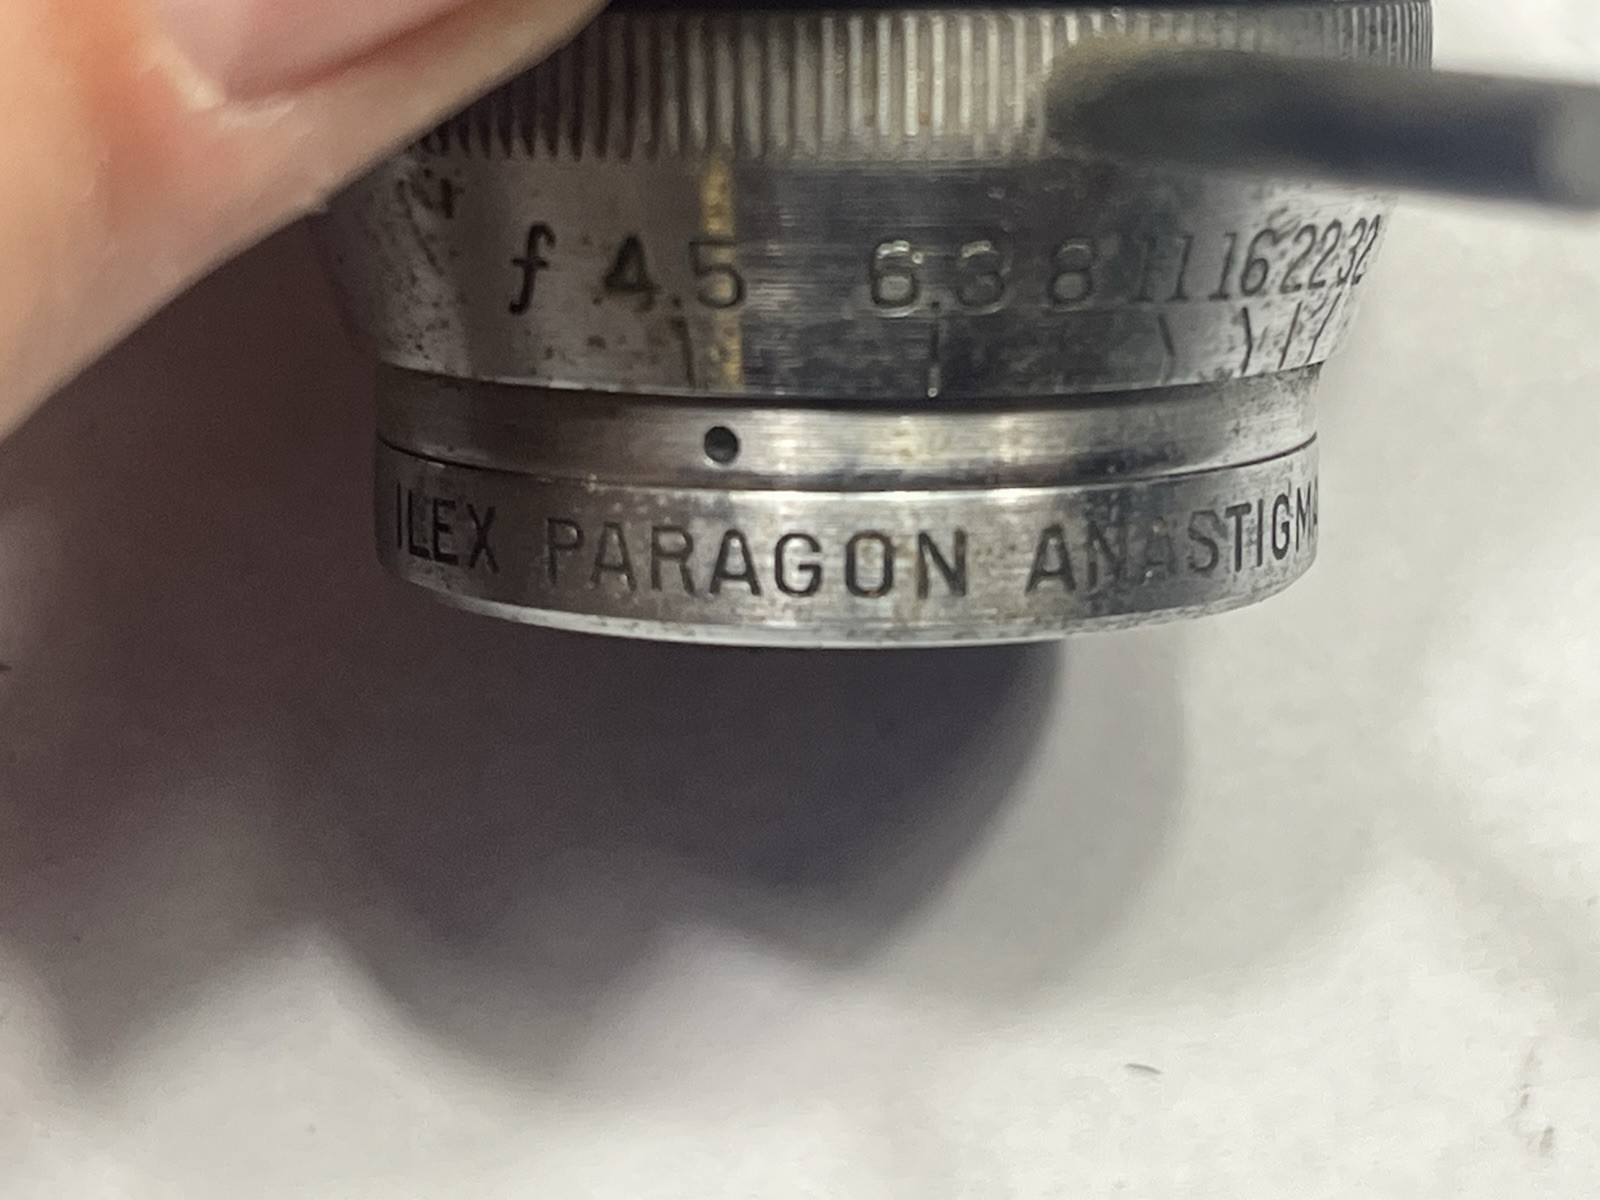 f 4.5 6.3 8 11 16 22 32
ILEX PARAGON ANASTIGMA